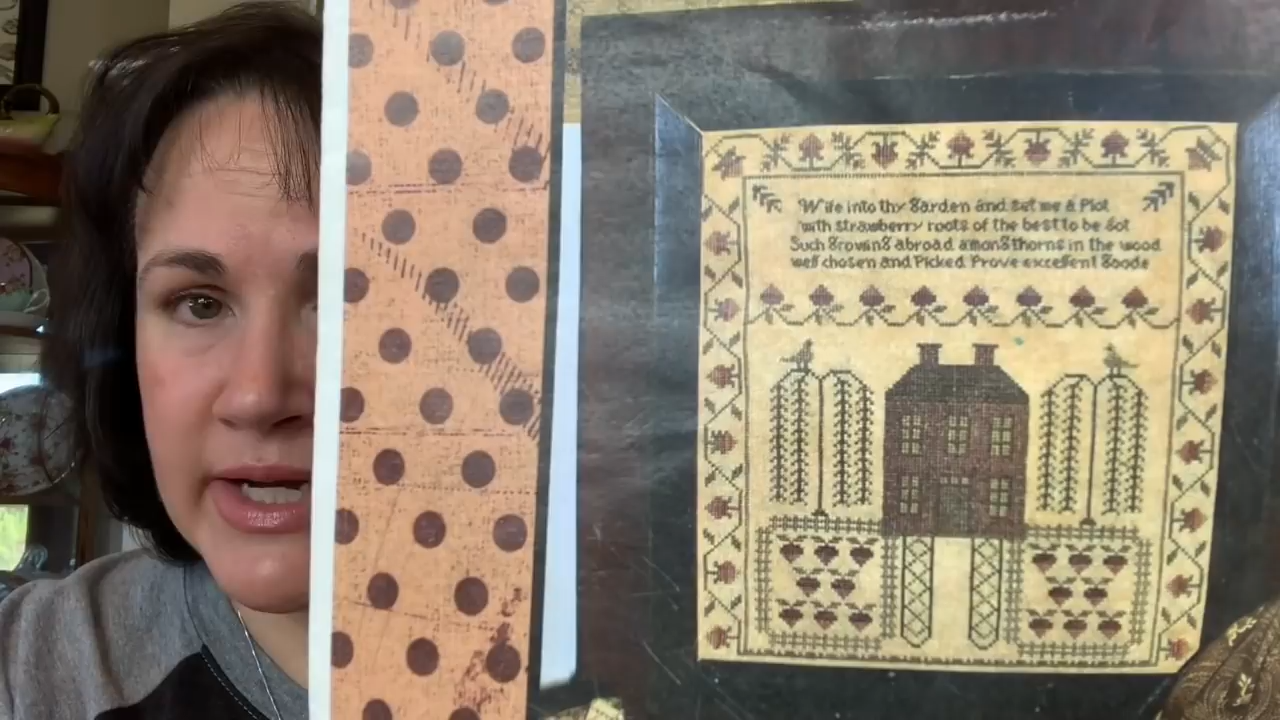 Wife into thy Garden and set me a Plot
with strawberry roots of the best to be Got
Such Growing abroad among thorns in the wood
well chosen and Picked Prove excellent Goode